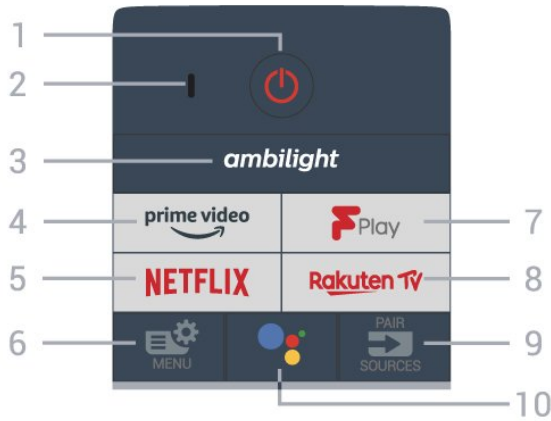 1
2
3
ambilight
4
prime video
F Play
7
5
NETFLIX
Rakuten TV
8
6
MENU
PAIR
SOURCES
9
10